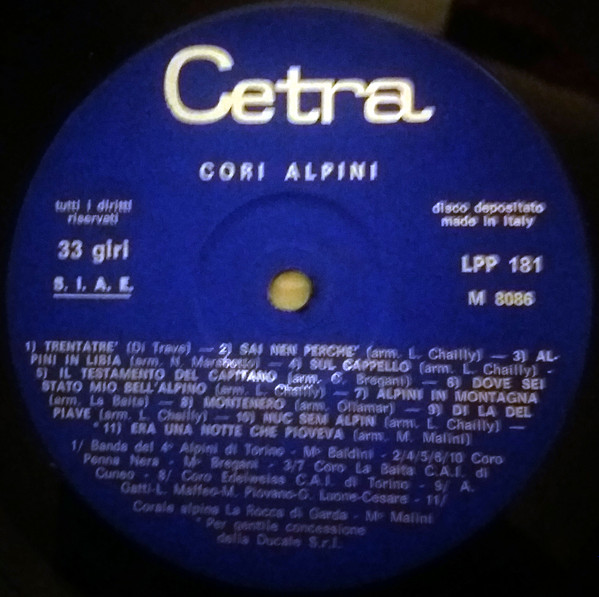 Cetra
CORI ALPINI
tutti i diritti
riservati
disco depositato
made in Italy
33 giri
LPP 181
S. I. A. E.
M 8086
1) TRENTATRE' (Di Trave) — 2) SAI NEN PERCHE' (arm. L. Chailly) — 3) AL-
PINI IN LIBIA (arm. N. — 4) SUL CAPPELLO (arm. L. Chailly) -
5) IL TESTAMENTO DEL CAPITANO (arm. G. Bregani) — 6) DOVE SEI
STATO MIO BELL'ALPINO (arm. L. Chailly) — 7) ALPINI IN MONTAGNA
(arm. La Baita) — 8) MONTENERO (arm. Ollamar) — 9) DI LA DEL
PIAVE (arm. L. Chailly) — 10) NUC SEM ALPIN (arm. L. Chailly) —
* 11) ERA UNA NOTTE CHE PIOVEVA (arm. M. Malini)
1/ Banda del 4º Alpini di Torino - Mº Baldini - 2/4/5/6/10 Coro
Penna Nera - Mº Bregani - 3/7 Coro La Baita C.A.I. di
Cuneo - 8/ Coro Edelweiss C.A.I. di Torino - 9/ A.
Gatti-L. Maffeo-M. Piovano-G. Luone-Cesare - 11/
Corale alpina La Rocca di Garda - Mº Malini
* Per gentile concessione
della Ducale S.r.l.